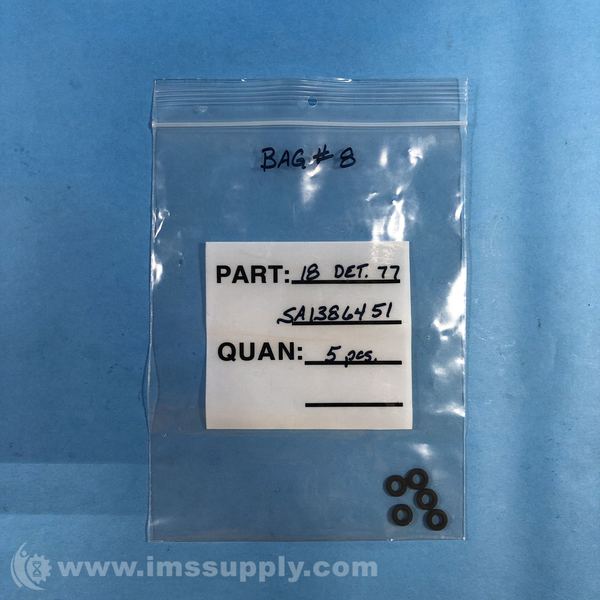 BAG # 8
PART: 18 DET. 77
SA1386451
QUAN: 5 pcs.
www.imssupply.com